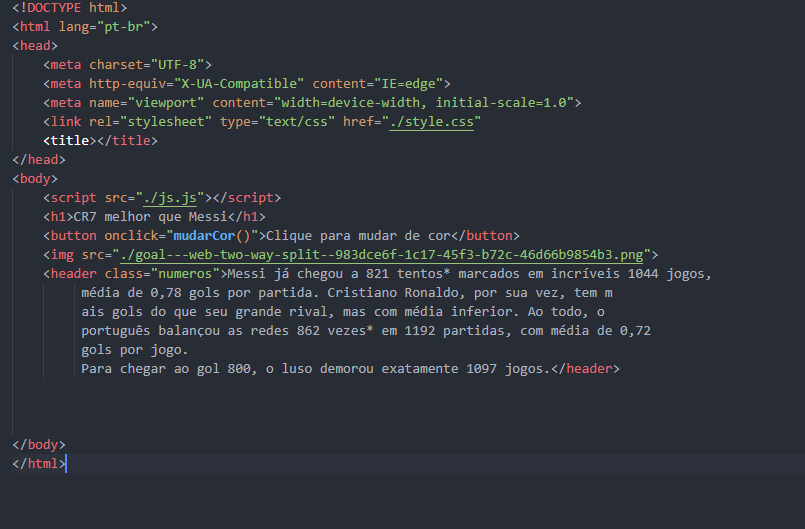 <!DOCTYPE html>
<html lang="pt-br">
<head>
    <meta charset="UTF-8">
    <meta http-equiv="X-UA-Compatible" content="IE=edge">
    <meta name="viewport" content="width=device-width, initial-scale=1.0">
    <link rel="stylesheet" type="text/css" href="./style.css"
    <title></title>
</head>
<body>
    <script src="./js.js"></script>
    <h1>CR7 melhor que Messi</h1>
    <button onclick="mudarCor()">Clique para mudar de cor</button>
    <img src="./goal---web-two-way-split--983dce6f-1c17-45f3-b72c-46d66b9854b3.png">
    <header class="numeros">Messi já chegou a 821 tentos* marcados em incríveis 1044 jogos,
         média de 0,78 gols por partida. Cristiano Ronaldo, por sua vez, tem m
         ais gols do que seu grande rival, mas com média inferior. Ao todo, o
         português balançou as redes 862 vezes* em 1192 partidas, com média de 0,72
         gols por jogo.
         Para chegar ao gol 800, o luso demorou exatamente 1097 jogos.</header>
</body>
</html>